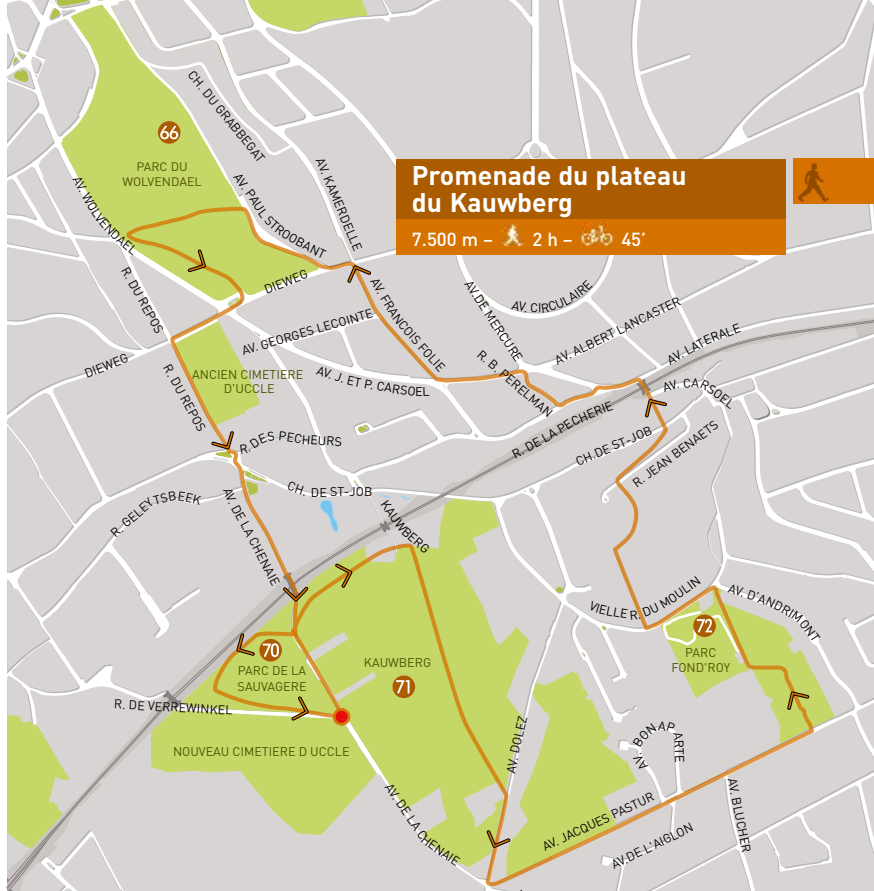 CH. DU GRABBEGAT
66
PARC DU
WOLVENDAEL
AV. KAMERDELLE
Promenade du plateau
du Kauwberg
7.500 m – 2 h – 45’
AV. WOLVENDAEL
AV. PAUL STROOBANT
R. DU REPOS
DIEWEG
AV. FRANCOIS FOLIE
AV.DE MERCURE
AV. CIRCULAIRE
AV. GEORGES LECOINTE
AV. ALBERT LANCASTER
AV. LATERALE
DIEWEG
R. DU REPOS
ANCIEN CIMETIERE
D'UCCLE
AV. J. ET P. CARSOEL
R. B. PERELMAN
AV. CARSOEL
R. DE LA PECHERIE
R.DES PECHEURS
CH.DE ST-JOB
R. JEAN BENAETS
R. GELEYTSBEEK
CH. DE ST-JOB
AV. DE LA CHENAIE
KAUWBERG
VIELLE R. DU MOULIN
AV. D'ANDRIMONT
72
PARC
FOND'ROY
70
PARC DE LA
SAUVAGERE
KAUWBERG
71
R. DE VERREWINKEL
NOUVEAU CIMETIERE D UCCLE
AV. DOLEZ
AV. BONAPARTE
AV. DE LA CHENAIE
AV. JACQUES PASTUR
AV.DE L'AIGLON
AV. BLUCHER